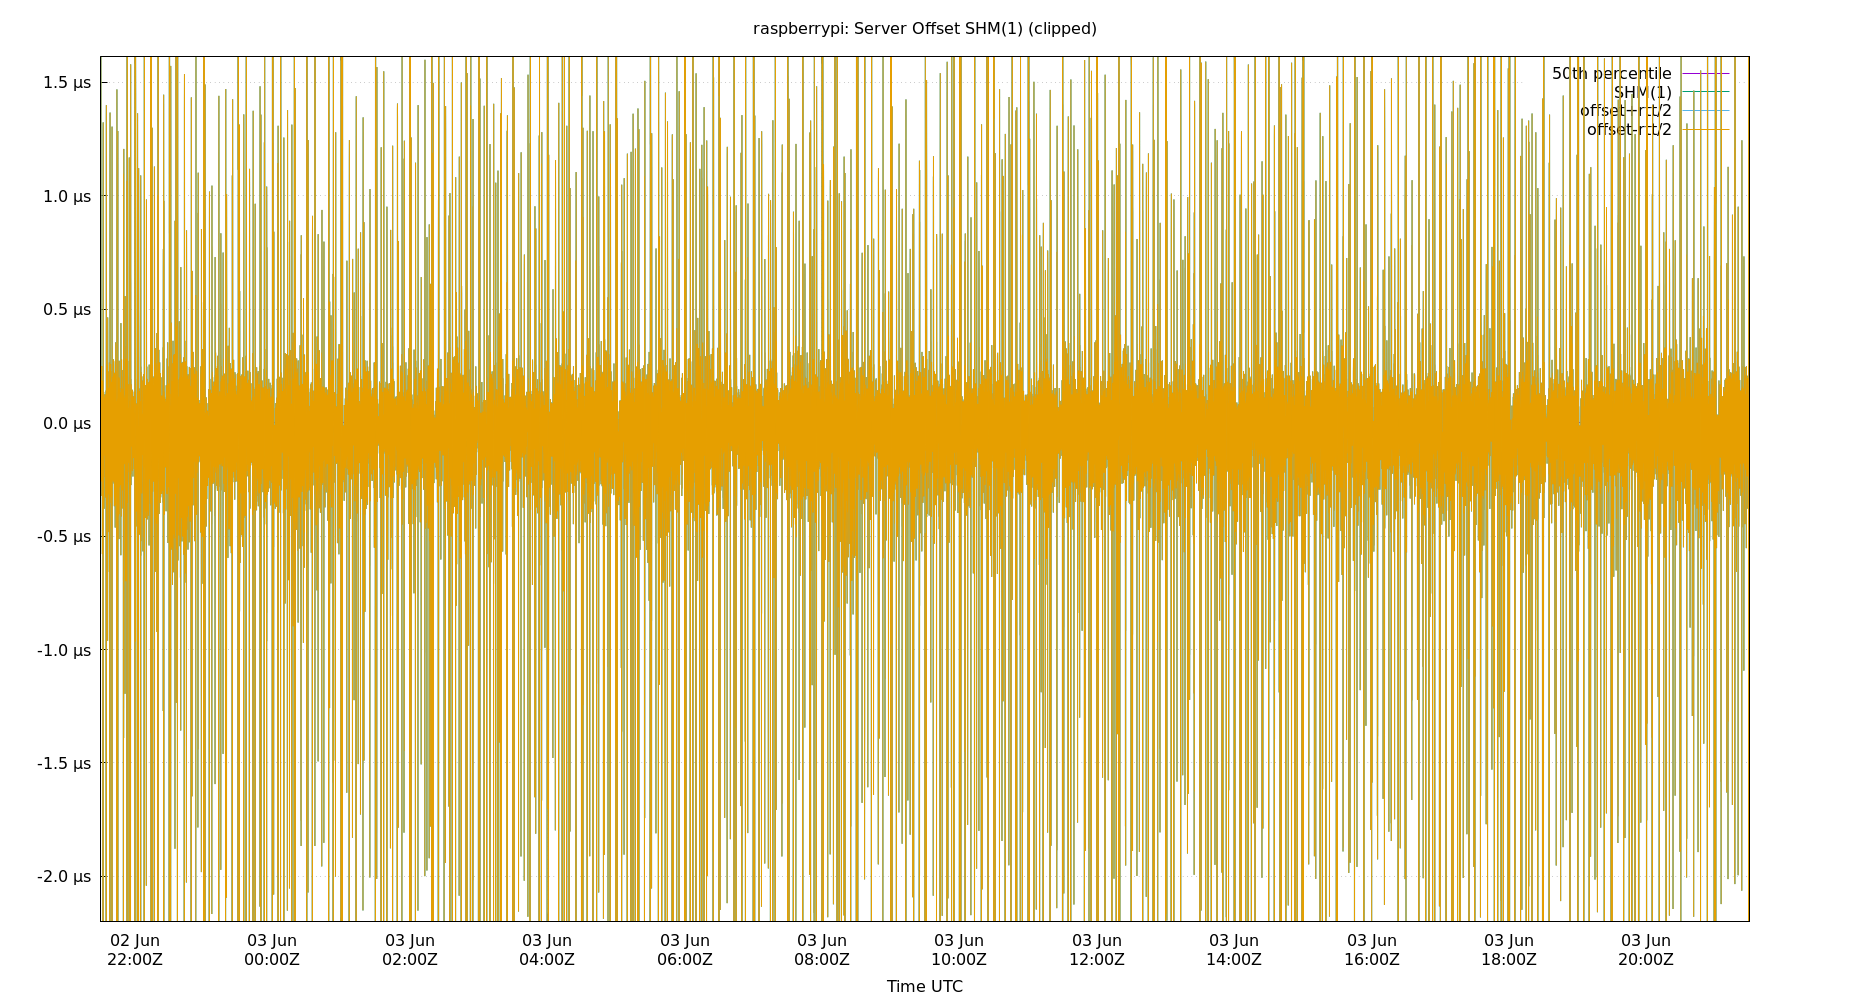 raspberrypi: Server Offset SHM(1) (clipped)
1.5 µs
1.0 µs
0.5 µs
0.0 µs
-0.5 µs
-1.0 µs
-1.5 µs
-2.0 µs
50th percentile
SHM(1)
offset+rtt/2
offset-rtt/2
02 Jun 03 Jun 03 Jun 03 Jun 03 Jun 03 Jun 03 Jun 03 Jun 03 Jun 03 Jun 03 Jun 03 Jun
22:00Z 00:00Z 02:00Z 04:00Z 06:00Z 08:00Z 10:00Z 12:00Z 14:00Z 16:00Z 18:00Z 20:00Z
Time UTC